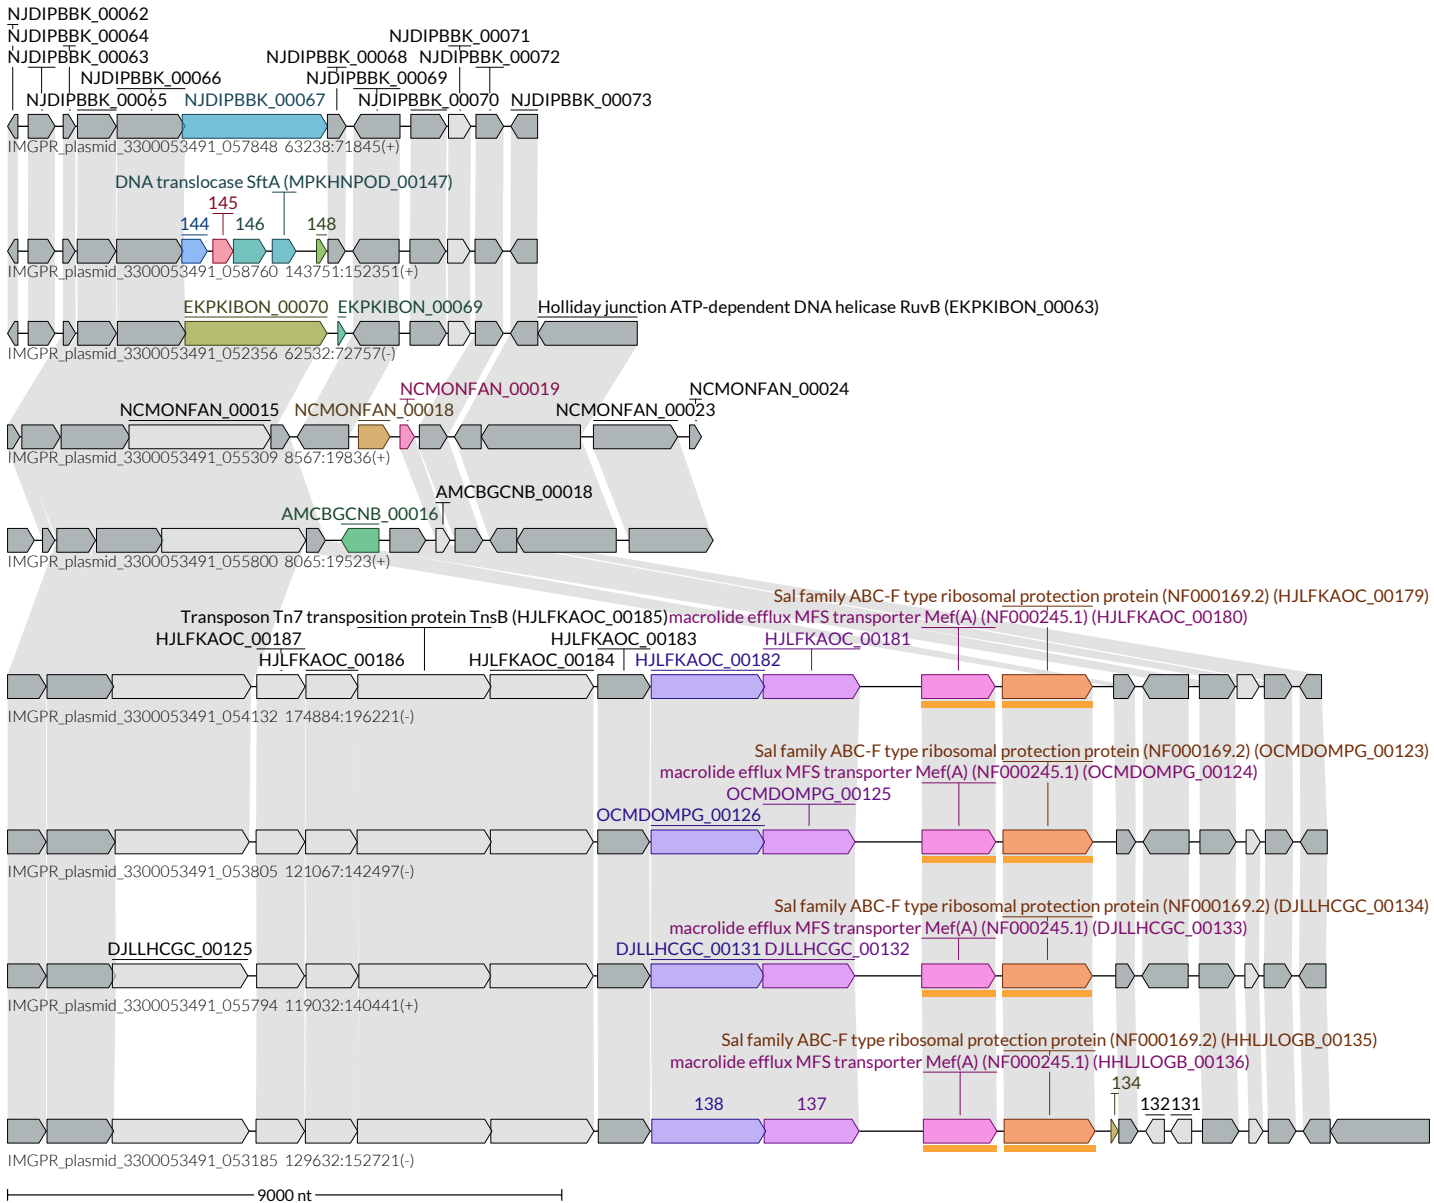 NJDIPBBK_00062
NJDIPBBK_00064 NJDIPBBK_00071
NJDIPBBK_00063 NJDIPBBK_00068 NJDIPBBK_00072
NJDIPBBK_00066 NJDIPBBK_00069
NJDIPBBK_00065 NJDIPBBK_00067 NJDIPBBK_00070 NJDIPBBK_00073
IMGPR_plasmid_3300053491_057848 63238:71845(+)
DNA translocase SftA (MPKHNPOD_00147)
145
144 146 148
IMGPR_plasmid_3300053491_058760 143751:152351(+)
EKPKIBON_00070 EKPKIBON_00069 Holliday junction ATP-dependent DNA helicase RuvB (EKPKIBON_00063)
IMGPR_plasmid_3300053491_052356 62532:72757(-)
NCMONFAN_00019 NCMONFAN_00024
NCMONFAN_00015 NCMONFAN_00018 NCMONFAN_00023
IMGPR_plasmid_3300053491_055309 8567:19836(+)
AMCBGCNB_00018
AMCBGCNB_00016
IMGPR_plasmid_3300053491_055800 8065:19523(+)
Sal family ABC-F type ribosomal protection protein (NF000169.2) (HJLFKAOC_00179)
Transposon Tn7 transposition protein TnsB (HJLFKAOC_00185) macrolide efflux MFS transporter Mef(A) (NF000245.1) (HJLFKAOC_00180)
HJLFKAOC_00187 HJLFKAOC_00183 HJLFKAOC_00181
HJLFKAOC_00186 HJLFKAOC_00184 HJLFKAOC_00182
IMGPR_plasmid_3300053491_054132 174884:196221(-)
Sal family ABC-F type ribosomal protection protein (NF000169.2) (OCMDOMPG_00123)
macrolide efflux MFS transporter Mef(A) (NF000245.1) (OCMDOMPG_00124)
OCMDOMPG_00125
OCMDOMPG_00126
IMGPR_plasmid_3300053491_053805 121067:142497(-)
Sal family ABC-F type ribosomal protection protein (NF000169.2) (DJLLHCGC_00134)
macrolide efflux MFS transporter Mef(A) (NF000245.1) (DJLLHCGC_00133)
DJLLHCGC_00125 DJLLHCGC_00131 DJLLHCGC_00132
IMGPR_plasmid_3300053491_055794 119032:140441(+)
Sal family ABC-F type ribosomal protection protein (NF000169.2) (HHLJLOGB_00135)
macrolide efflux MFS transporter Mef(A) (NF000245.1) (HHLJLOGB_00136)
134
138 137 132 131
IMGPR_plasmid_3300053491_053185 129632:152721(-)
9000 nt